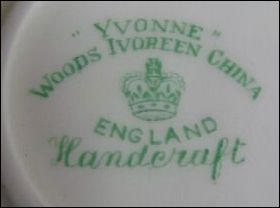 "YVONNE"
WOODS IVOREEN CHINA
ENGLAND
Handcraft